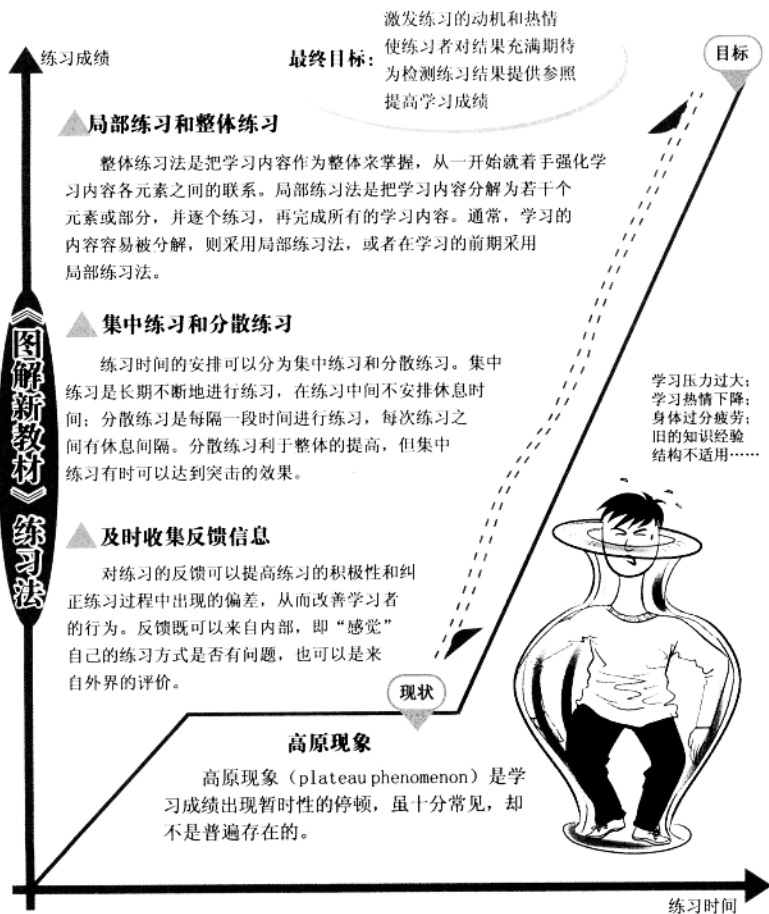 激发练习的动机和热情
最终目标：使练习者对结果充满期待
为检测练习结果提供参照
提高学习成绩
目标
练习成绩
局部练习和整体练习
整体练习法是把学习内容作为整体来掌握，从一开始就着手强化学
习内容各元素之间的联系。局部练习法是把学习内容分解为若干个
元素或部分，并逐个练习，再完成所有的学习内容。通常，学习的
内容容易被分解，则采用局部练习法，或者在学习的前期采用
局部练习法。
集中练习和分散练习
练习时间的安排可以分为集中练习和分散练习。集中
练习是长期不断地进行练习，在练习中间不安排休息时
间；分散练习是每隔一段时间进行练习，每次练习之
间有休息间隔。分散练习利于整体的提高，但集中
练习有时可以达到突击的效果。
及时收集反馈信息
对练习的反馈可以提高练习的积极性和纠
正练习过程中出现的偏差，从而改善学习者
的行为。反馈既可以来自内部，即“感觉”
自己的练习方式是否有问题，也可以是来
自外界的评价。
《图解新教材》练习法
学习压力过大；
学习热情下降；
身体过分疲劳；
旧的知识经验
结构不适用……
现状
高原现象
高原现象（plateau phenomenon）是学
习成绩出现暂时性的停顿，虽十分常见，却
不是普遍存在的。
练习时间